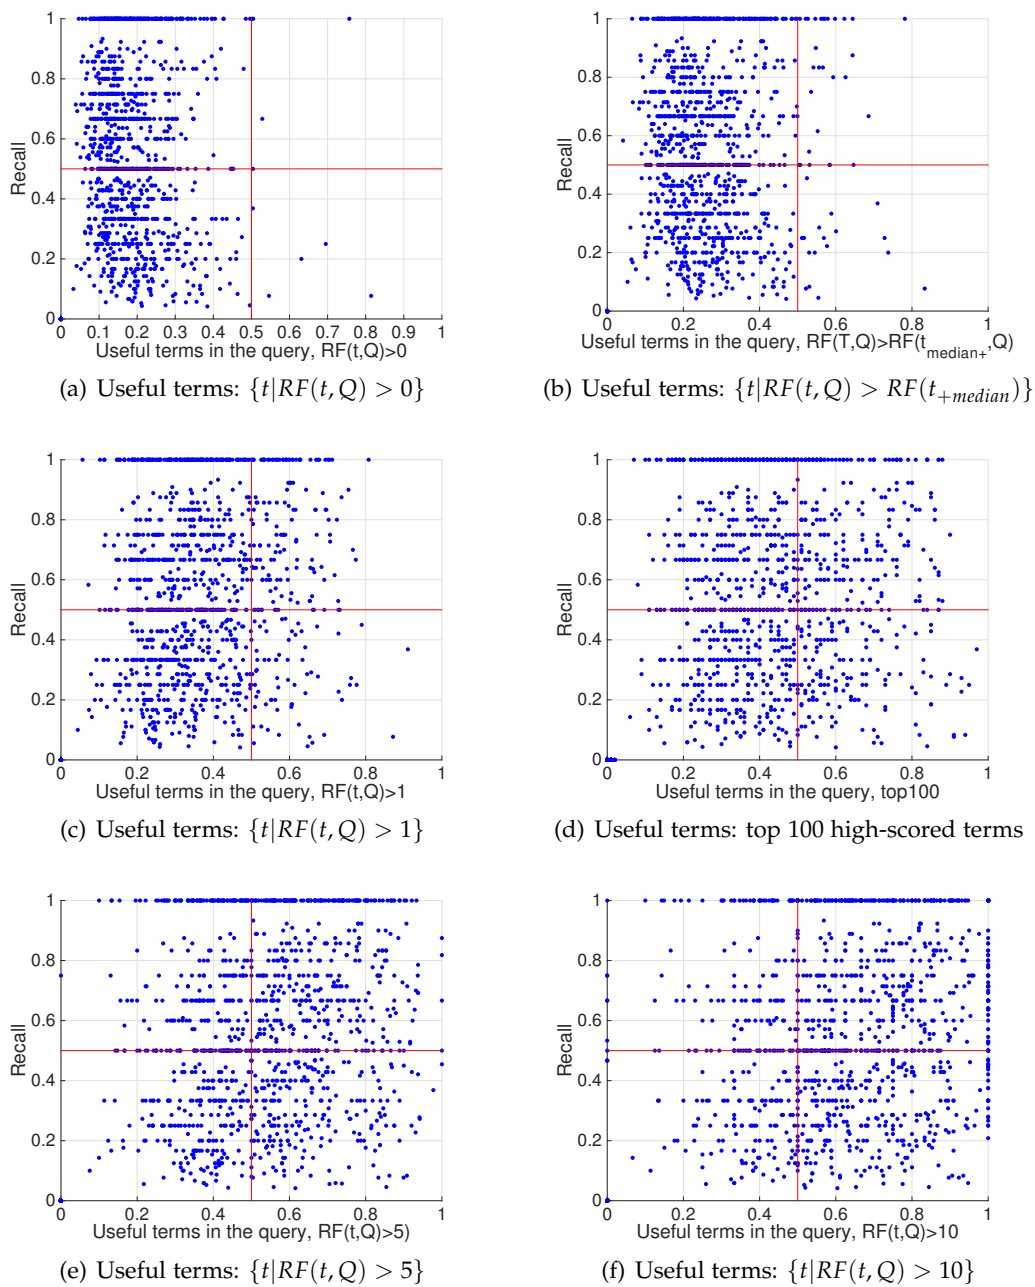 1
0.8
0.6
0.4
0.2
0
Recall
0 0.1 0.2 0.3 0.4 0.5 0.6 0.7 0.8 0.9 1
Useful terms in the query, RF(t,Q)>0
(a) Useful terms: {t|RF(t, Q) > 0}
1
0.8
0.6
0.4
0.2
0
Recall
0 0.2 0.4 0.6 0.8 1
Useful terms in the query, RF(T,Q)>RF(t_median+,Q)
(b) Useful terms: {t|RF(t, Q) > RF(t_+median)}
1
0.8
0.6
0.4
0.2
0
Recall
0 0.2 0.4 0.6 0.8 1
Useful terms in the query, RF(t,Q)>1
(c) Useful terms: {t|RF(t, Q) > 1}
1
0.8
0.6
0.4
0.2
0
Recall
0 0.2 0.4 0.6 0.8 1
Useful terms in the query, top100
(d) Useful terms: top 100 high-scored terms
1
0.8
0.6
0.4
0.2
0
Recall
0 0.2 0.4 0.6 0.8 1
Useful terms in the query, RF(t,Q)>5)
(e) Useful terms: {t|RF(t, Q) > 5}
1
0.8
0.6
0.4
0.2
0
Recall
0 0.2 0.4 0.6 0.8 1
Useful terms in the query, RF(t,Q)>10
(f) Useful terms: {t|RF(t, Q) > 10}